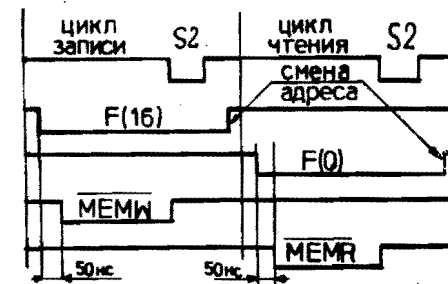 цикл записи S2 цикл чтения S2
смена адреса
F(16)
F(0)
MEMW
MEMR
50нс 50нс